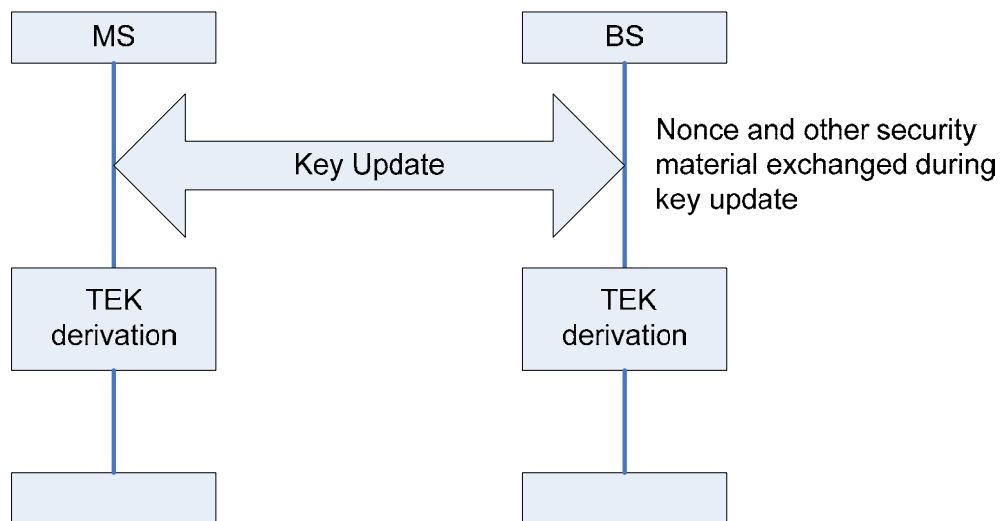 MS
BS
Key Update
Nonce and other security
material exchanged during
key update
TEK
derivation
TEK
derivation